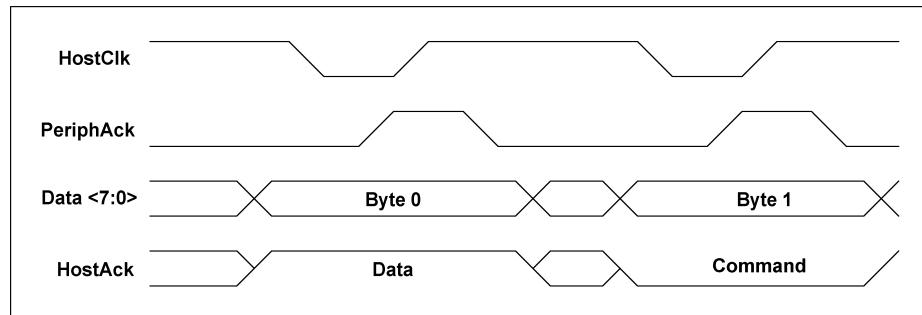 HostClk
PeriphAck
Data <7:0>
Byte 0
Byte 1
HostAck
Data
Command